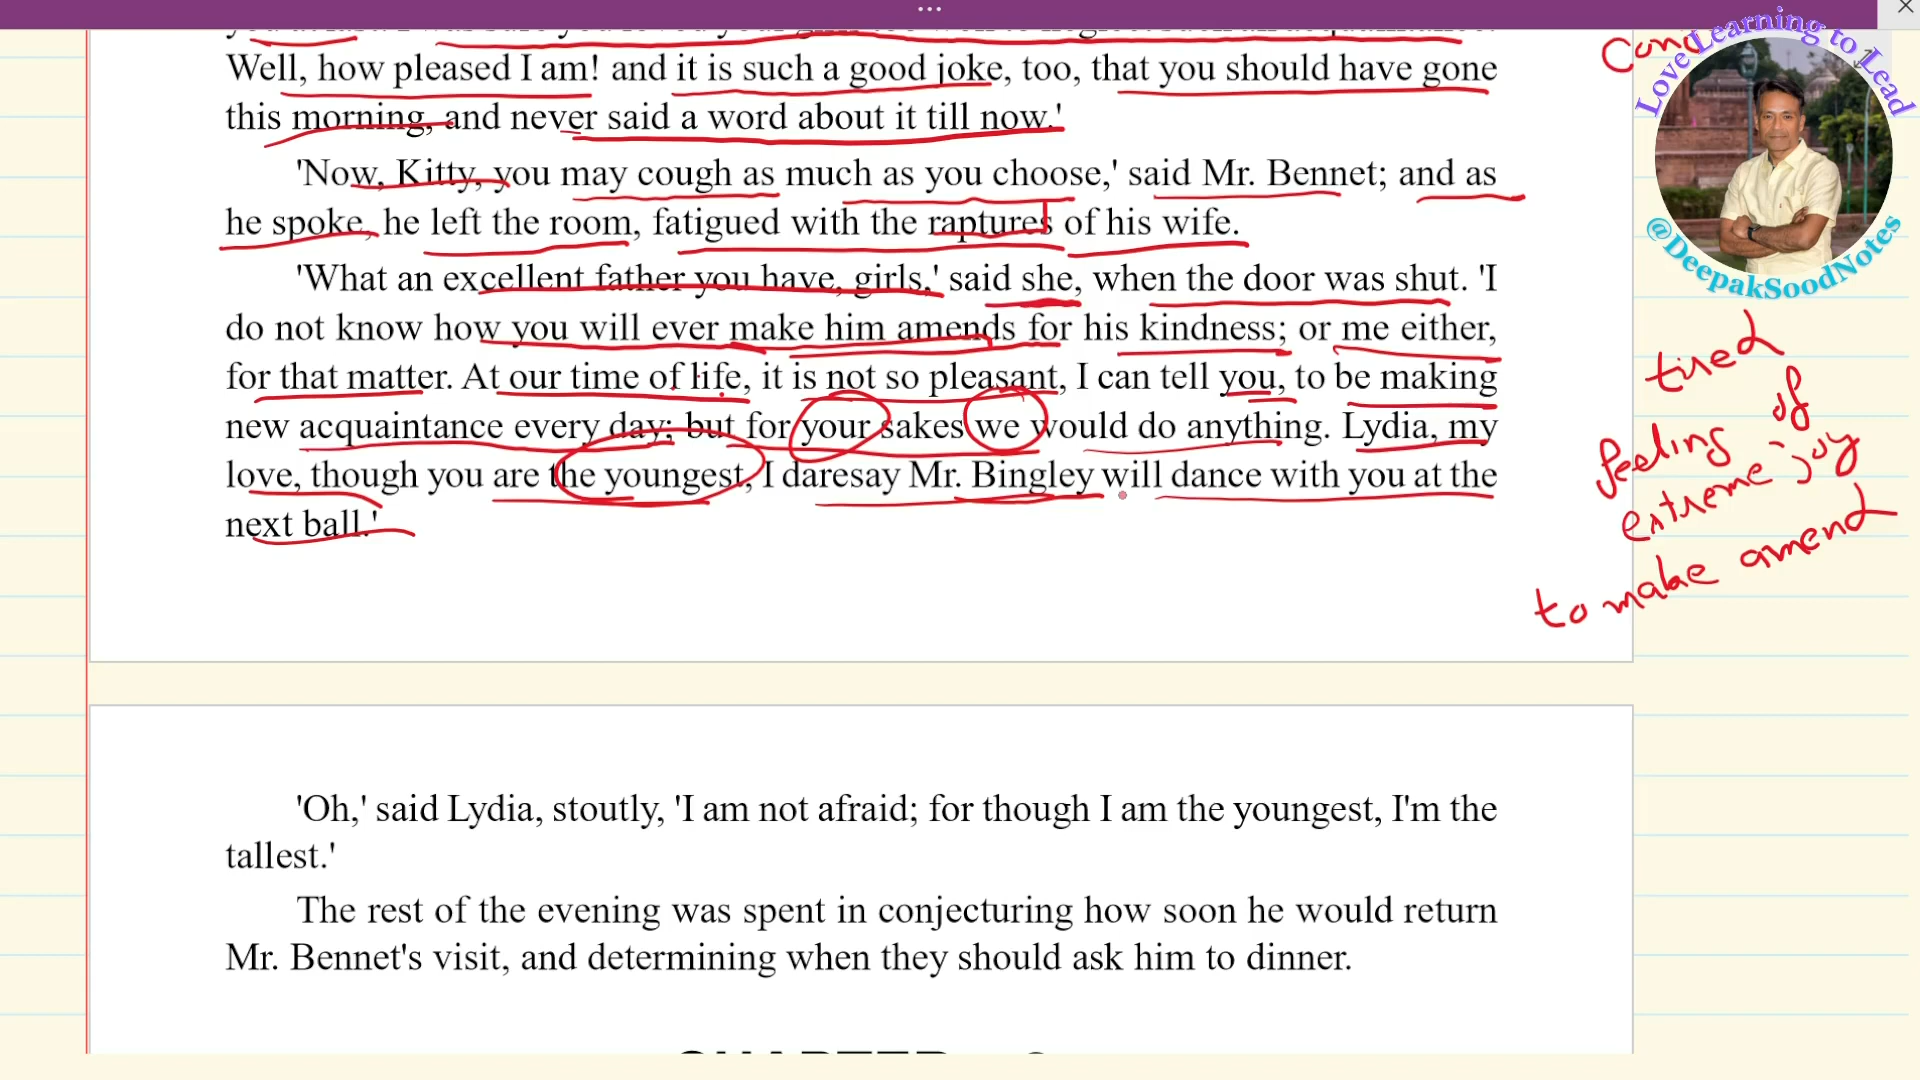 Well, how pleased I am! and it is such a good joke, too, that you should have gone
this morning, and never said a word about it till now.'
'Now, Kitty, you may cough as much as you choose,' said Mr. Bennet; and as
he spoke, he left the room, fatigued with the raptures of his wife.
'What an excellent father you have, girls,' said she, when the door was shut. 'I
do not know how you will ever make him amends for his kindness; or me either,
for that matter. At our time of life, it is not so pleasant, I can tell you, to be making
new acquaintance every day; but for your sakes we would do anything. Lydia, my
love, though you are the youngest, I daresay Mr. Bingley will dance with you at the
next ball.'
'Oh,' said Lydia, stoutly, 'I am not afraid; for though I am the youngest, I'm the
tallest.'
The rest of the evening was spent in conjecturing how soon he would return
Mr. Bennet's visit, and determining when they should ask him to dinner.
Love Learning to Lead
@DeepakSoodNotes
tired
feeling of
extreme joy
to make amend